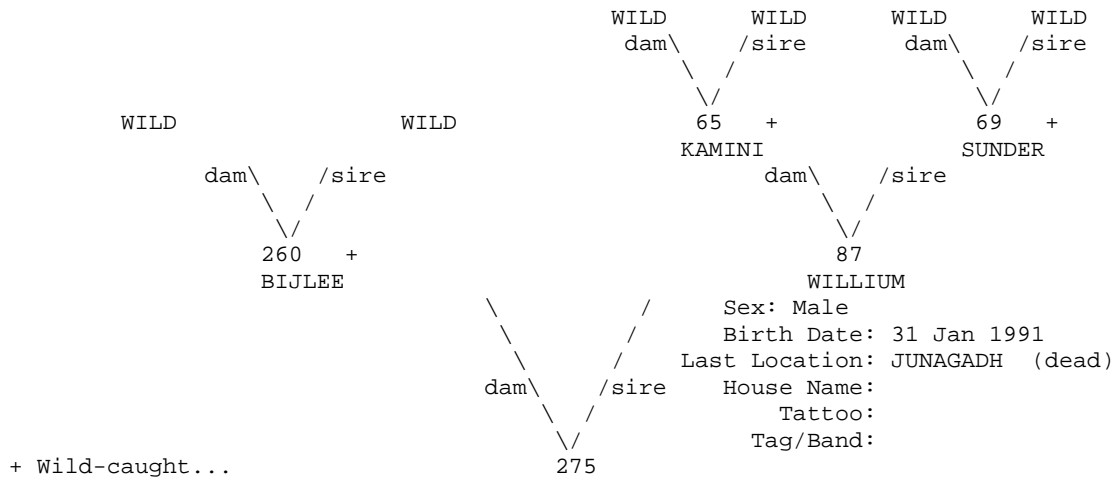 WILD WILD WILD WILD
dam\ /sire dam\ /sire
\ / \ /
\/ \/
WILD WILD 65 + 69 +
KAMINI SUNDER
dam\ /sire dam\ /sire
\ / \ /
\/ \/
260 + 87
BIJLEE WILLIUM
\ / Sex: Male
\ / Birth Date: 31 Jan 1991
\ / Last Location: JUNAGADH (dead)
dam\ /sire House Name:
\ / Tattoo:
\/ Tag/Band:
+ Wild-caught... 275